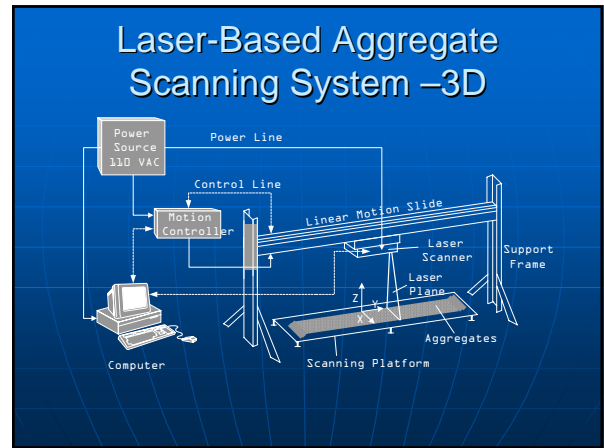 Laser-Based Aggregate
Scanning System –3D
Power
Source
110 VAC
Power Line
Control Line
Linear Motion Slide
Motion
Controller
Laser
Scanner
Support
Frame
Laser
Plane
Z
Y
X
Aggregates
Scanning Platform
Computer